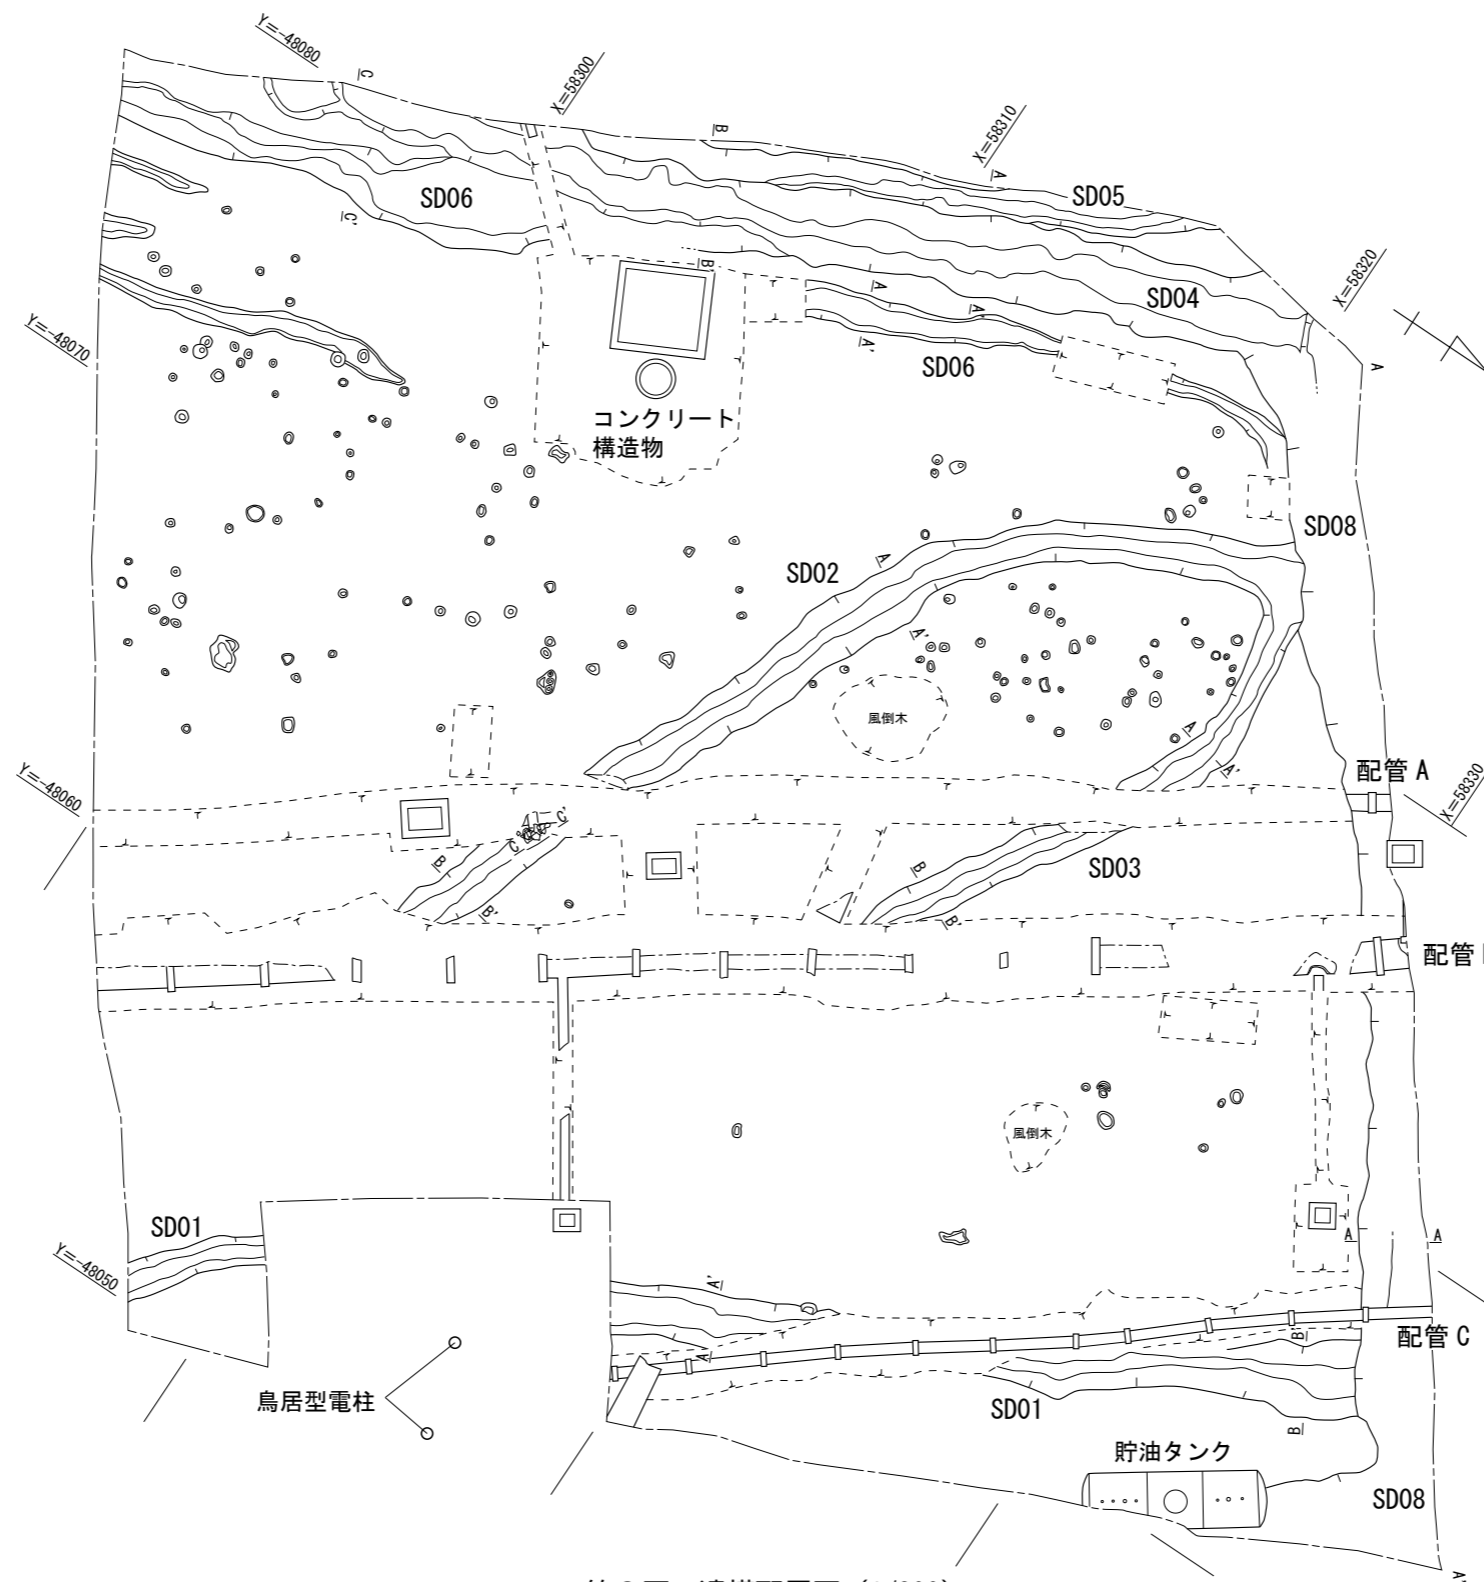 Y=-48080
C
X=58300
B
X=58310
A
SD05
SD06
C'
X=58320
B'
A
A'
SD04
Y=-48070
A'
SD06
A
コンクリート
構造物
SD08
SD02
A
A'
風倒木
A
A'
配管 A
Y=-48060
X=58330
C
C'
B
B'
B
B'
SD03
配管
風倒木
SD01
A
A
Y=-48050
A'
A
B
配管 C
鳥居型電柱
SD01
B
貯油タンク
SD08
A